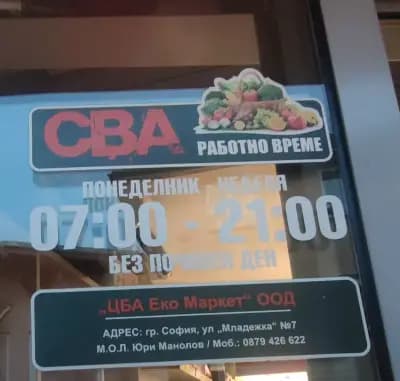 CBA
РАБОТНО ВРЕМЕ
ПОНЕДЕЛНИК - НЕДЕЛЯ
07:00 - 21:00
БЕЗ ПОЧИВЕН ДЕН
„ЦБА Еко Маркет“ ООД
АДРЕС: гр. София, ул „Младежка“ №7
М.О.Л. Юри Манолов / Моб.: 0879 426 622